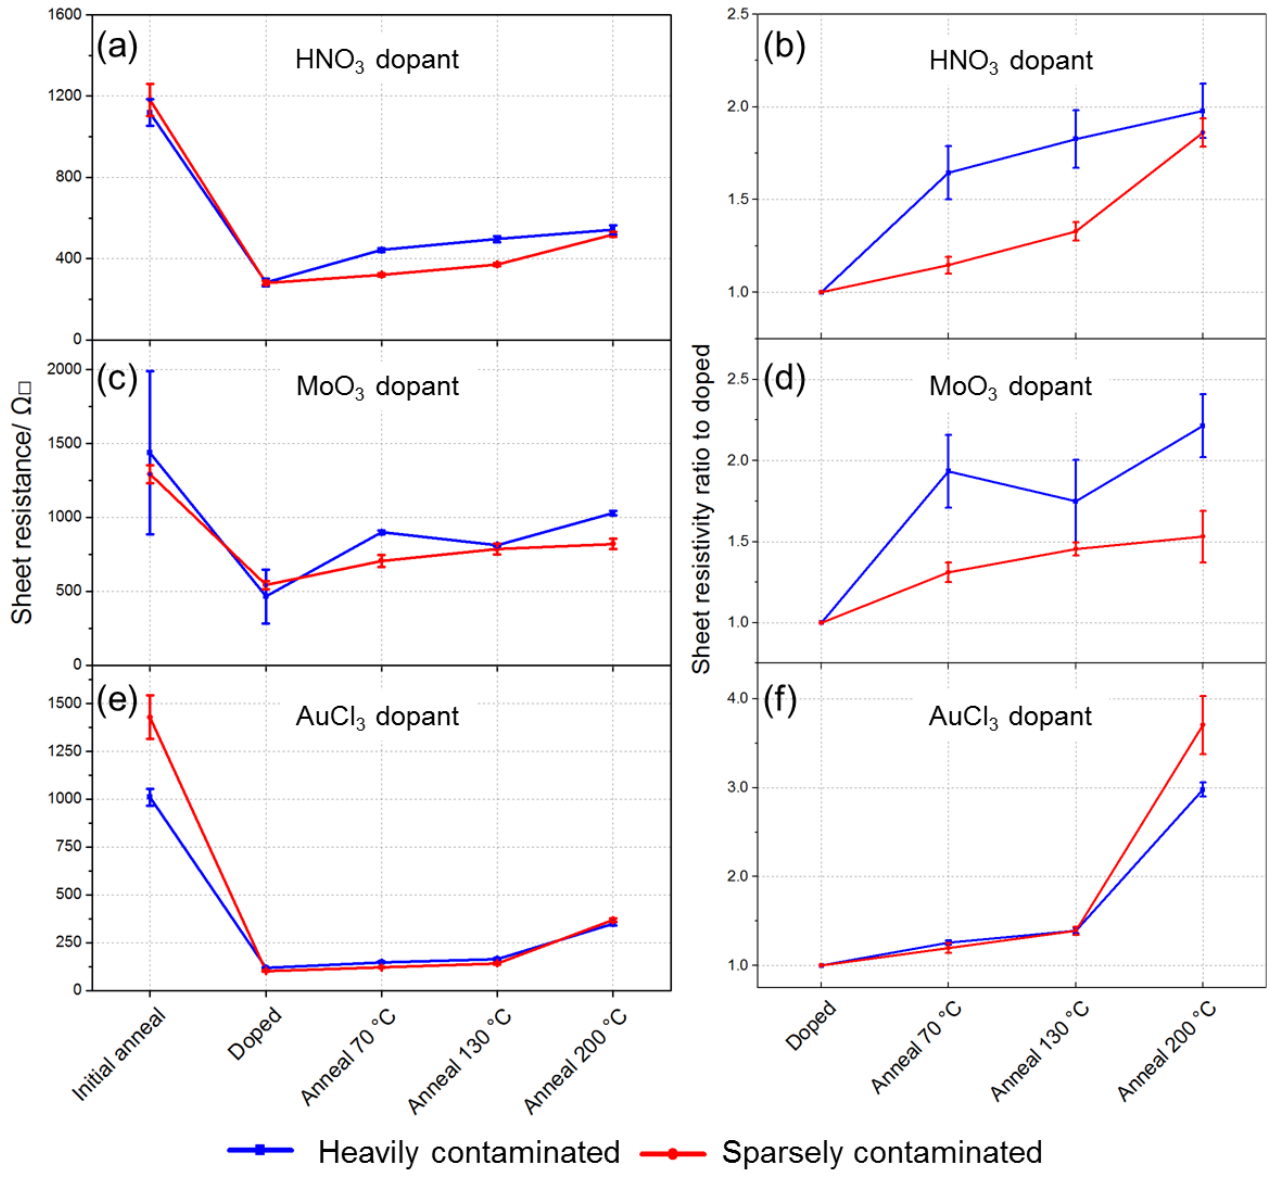 (a)
HNO₃ dopant
1600
1200
800
400
0
(b)
HNO₃ dopant
2.5
2.0
1.5
1.0
(c)
MoO₃ dopant
2000
1500
1000
500
0
(d)
MoO₃ dopant
2.5
2.0
1.5
1.0
(e)
AuCl₃ dopant
1500
1250
1000
750
500
250
0
(f)
AuCl₃ dopant
4.0
3.0
2.0
1.0
Sheet resistance/ Ω□
Sheet resistivity ratio to doped
Initial anneal
Doped
Anneal 70 °C
Anneal 130 °C
Anneal 200 °C
Doped
Anneal 70 °C
Anneal 130 °C
Anneal 200 °C
Heavily contaminated
Sparsely contaminated